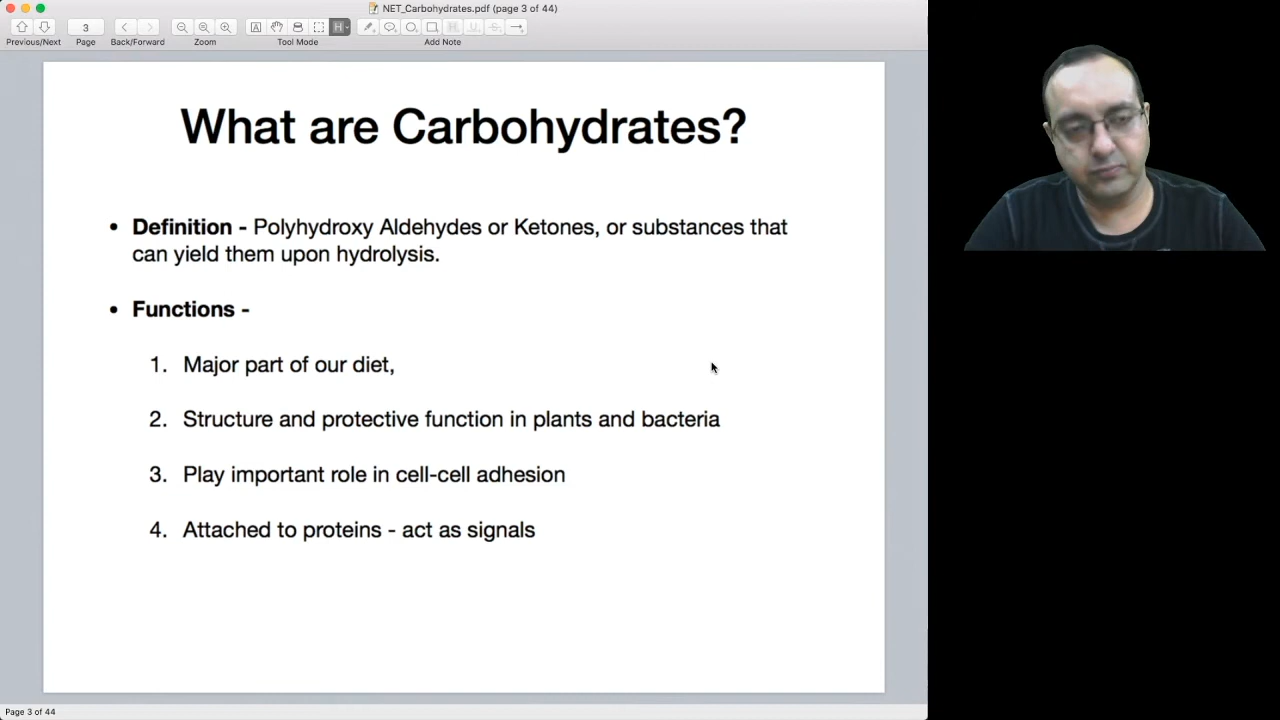 NET_Carbohydrates.pdf (page 3 of 44)
3
Previous/Next Page Back/Forward Zoom Tool Mode Add Note
What are Carbohydrates?
• Definition - Polyhydroxy Aldehydes or Ketones, or substances that
can yield them upon hydrolysis.
• Functions -
1. Major part of our diet,
2. Structure and protective function in plants and bacteria
3. Play important role in cell-cell adhesion
4. Attached to proteins - act as signals
Page 3 of 44